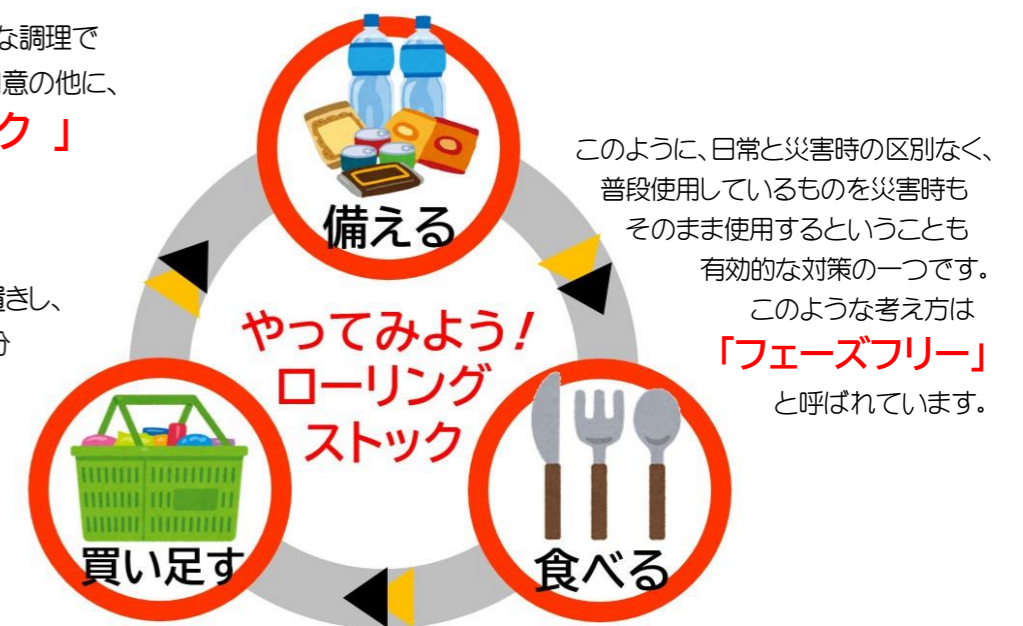 な調理で
意の他に、
ク 」
置きし、
分
備える
やってみよう!
ローリング
ストック
買い足す
食べる
このように、日常と災害時の区別なく、
普段使用しているものを災害時も
そのまま使用するということも
有効的な対策の一つです。
このような考え方は
「フェーズフリー」
と呼ばれています。